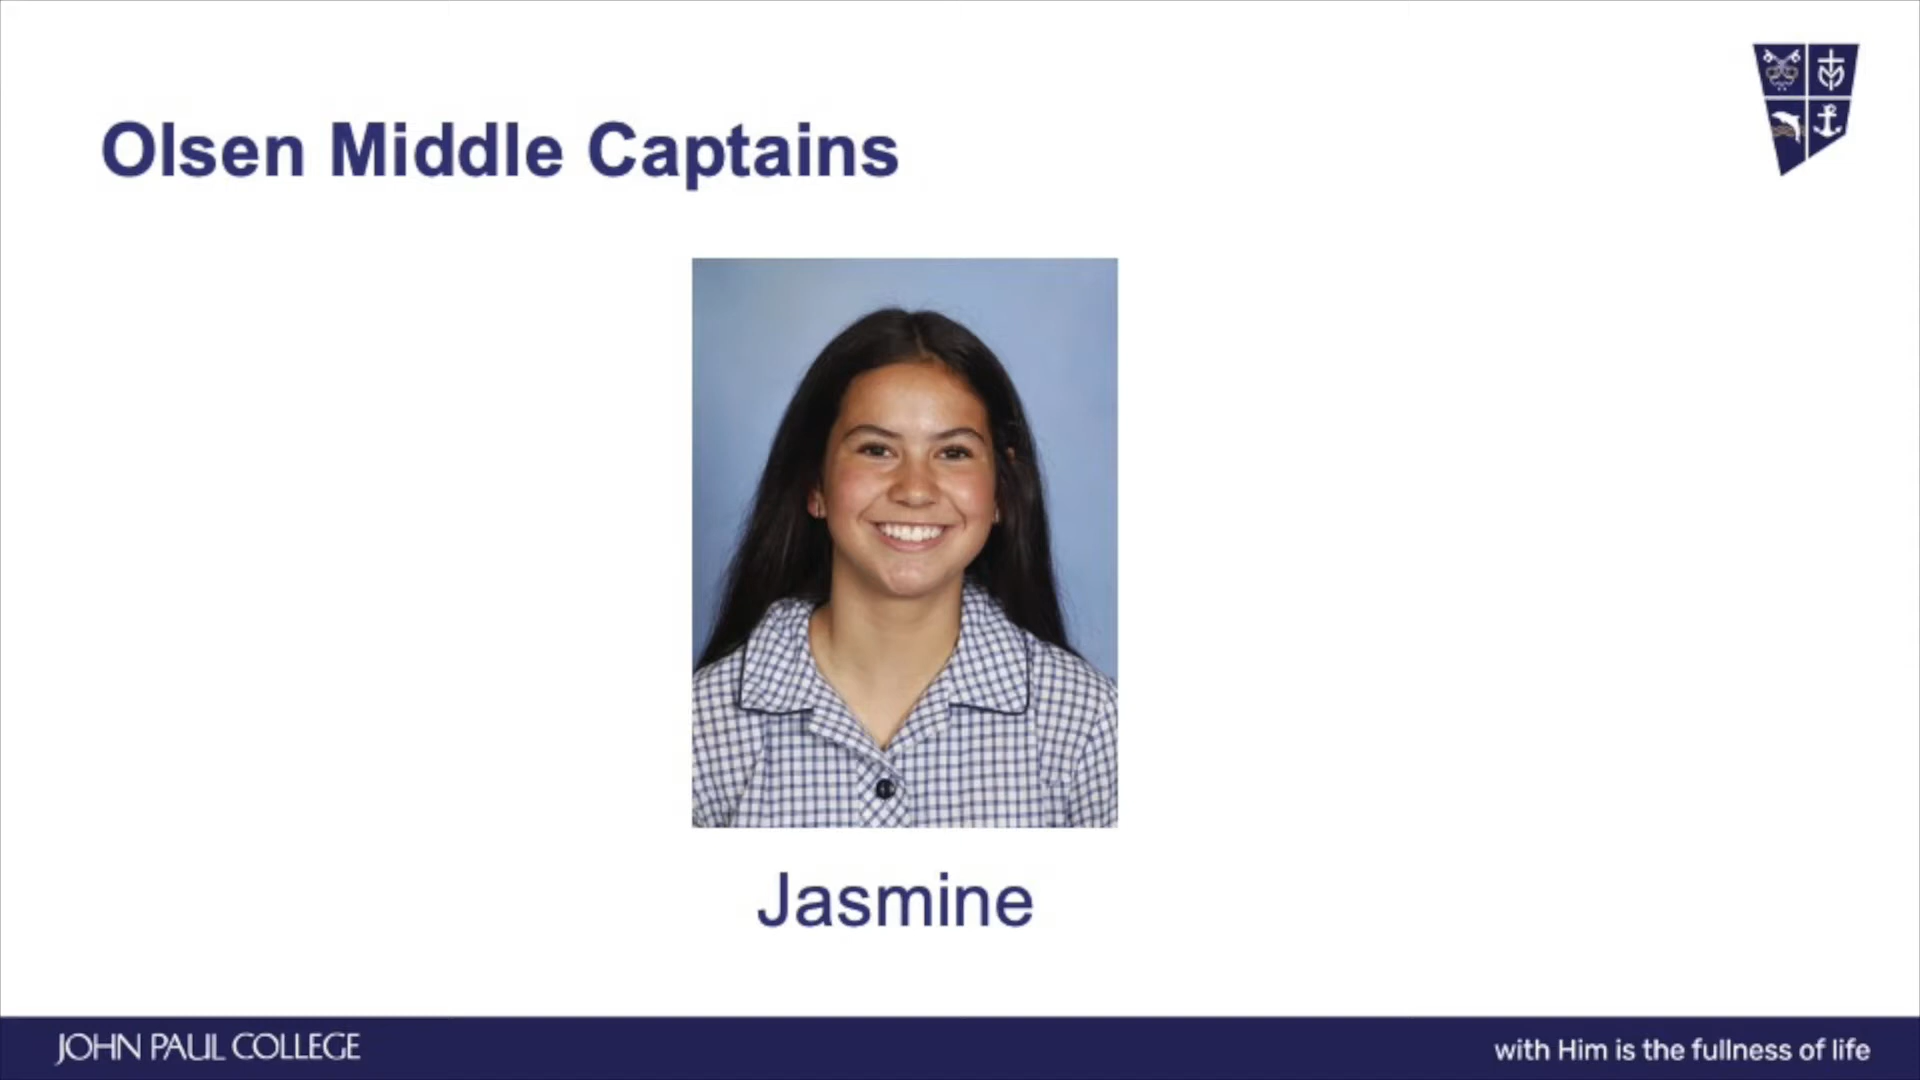 Olsen Middle Captains
Jasmine
JOHN PAUL COLLEGE
with Him is the fullness of life